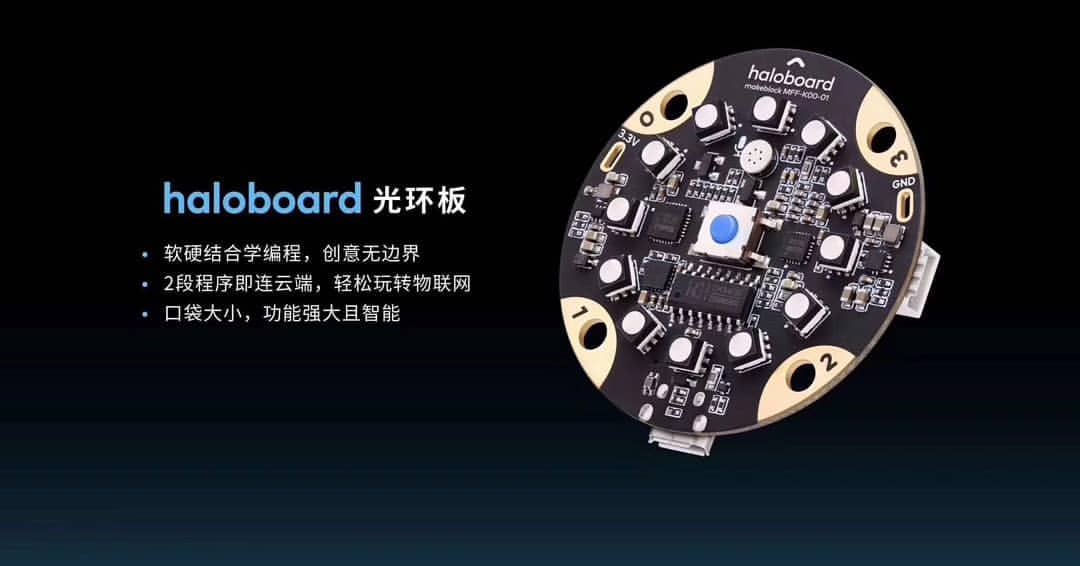 haloboard 光环板
软硬结合学编程，创意无边界
2段程序即连云端，轻松玩转物联网
口袋大小，功能强大且智能
haloboard
makeblock MFF-K00-01
0
3.3V
3
GND
1
2